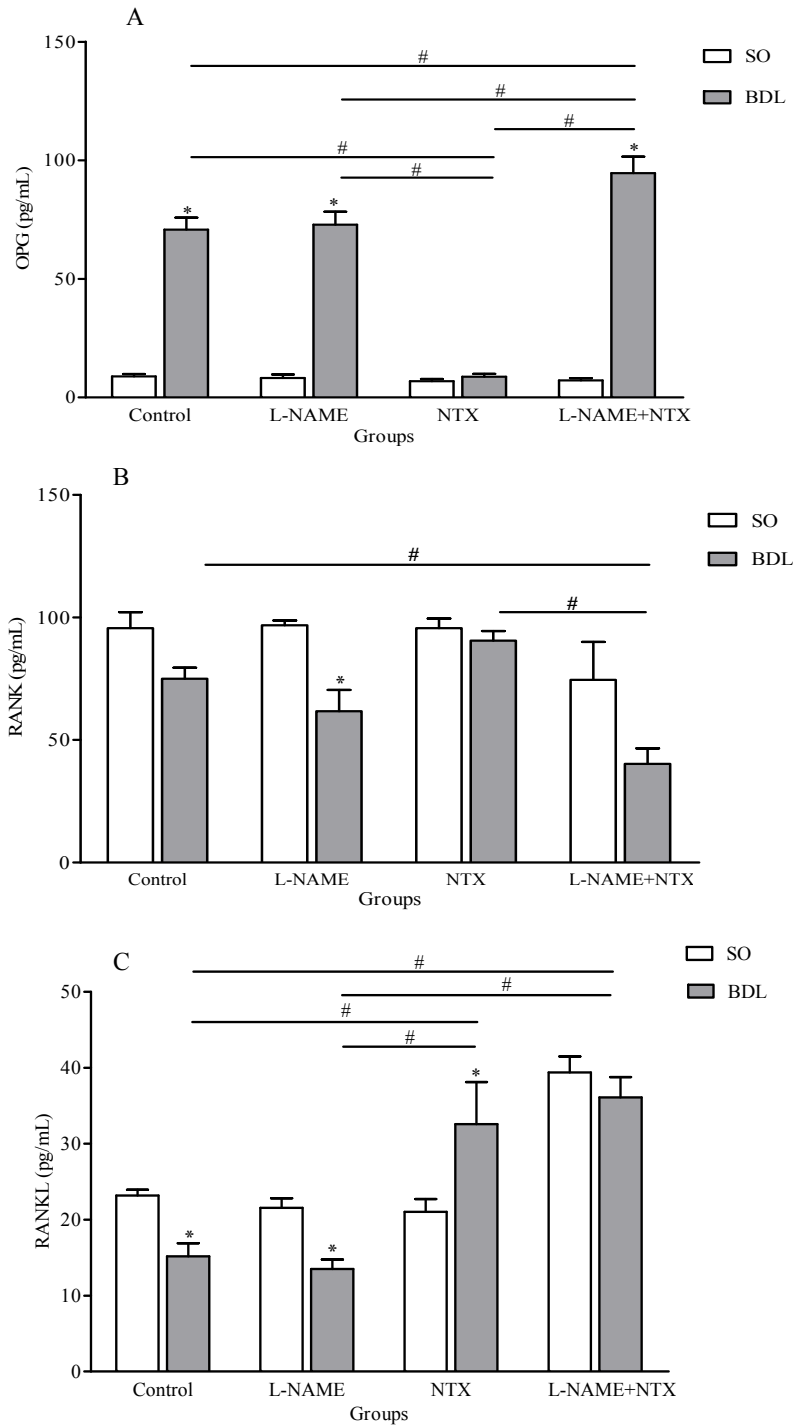 A
150
100
50
0
OPG (pg/mL)
SO
BDL
#
#
#
#
#
*
*
*
Control L-NAME NTX L-NAME+NTX
Groups
B
150
100
50
0
RANK (pg/mL)
SO
BDL
#
#
*
Control L-NAME NTX L-NAME+NTX
Groups
C
50
40
30
20
10
0
RANKL (pg/mL)
SO
BDL
#
#
#
#
*
*
*
Control L-NAME NTX L-NAME+NTX
Groups